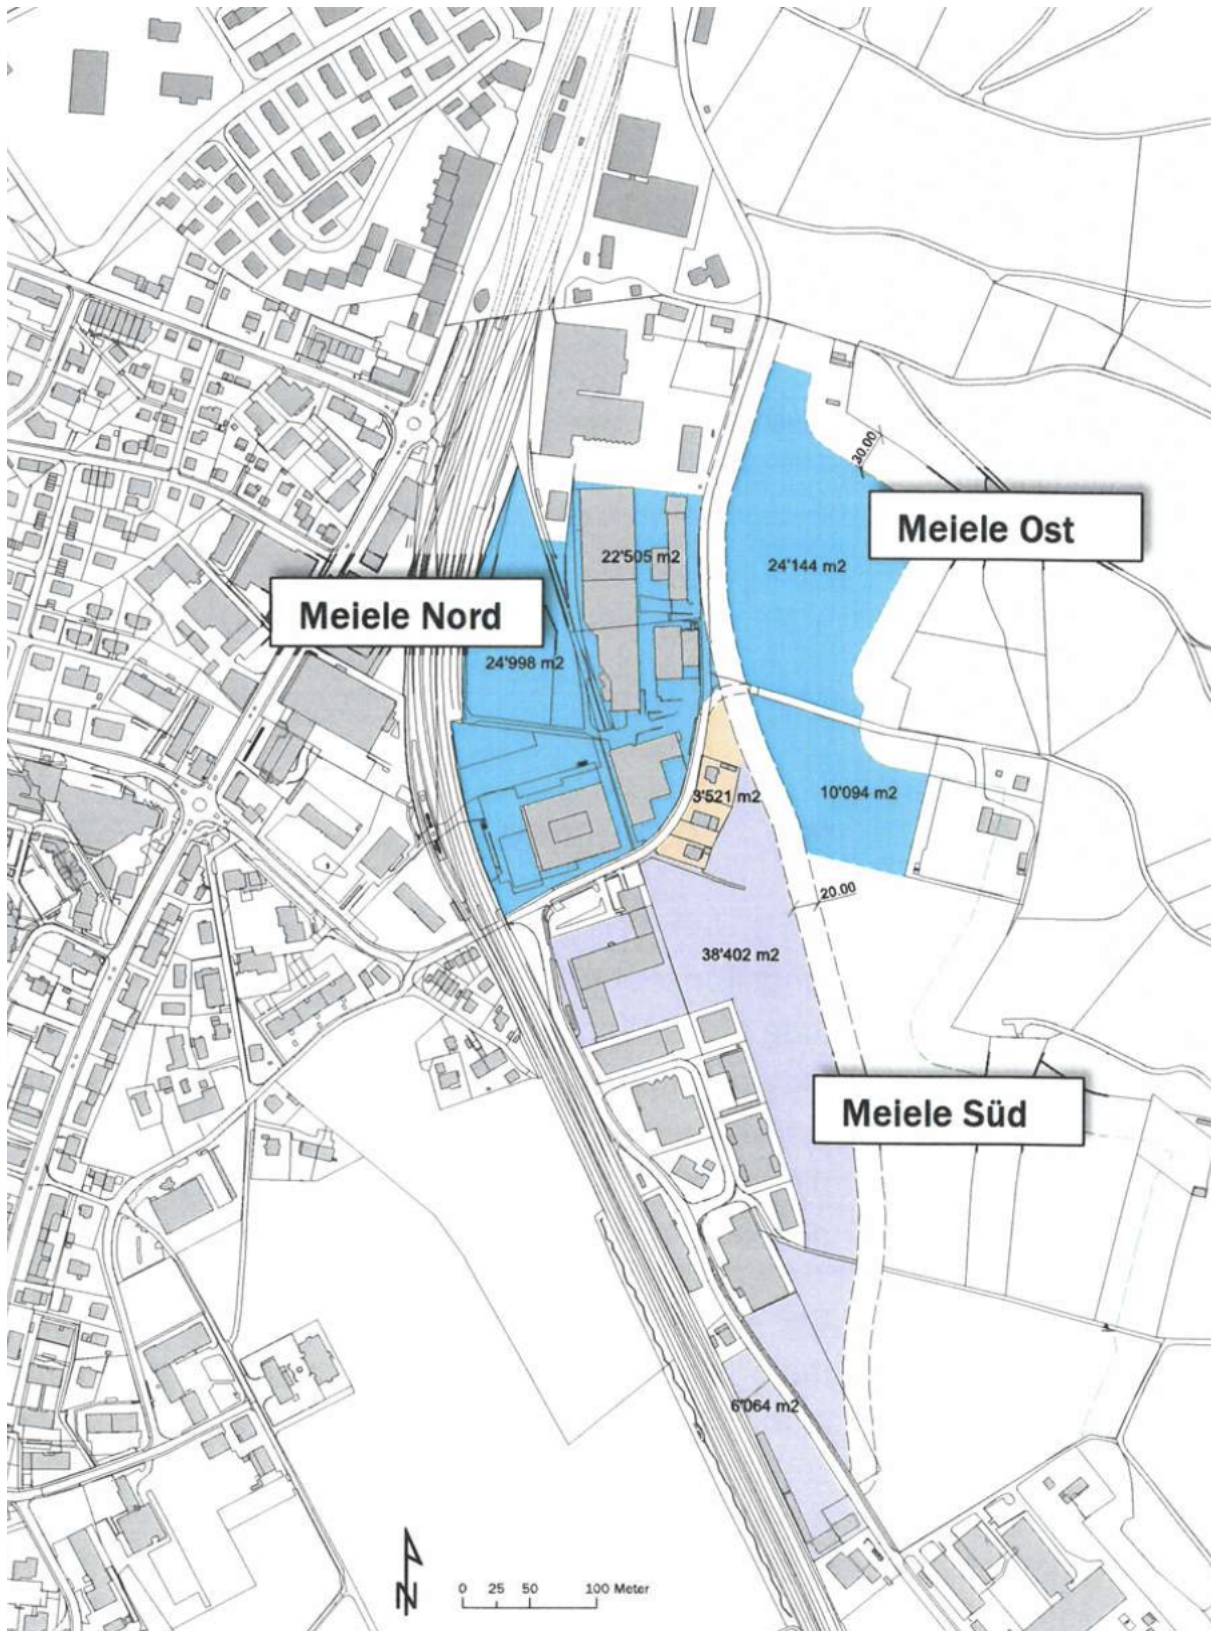 30.00
Meiele Ost
22'505 m2
24'144 m2
Meiele Nord
24'998 m2
3'521 m2
10'094 m2
20.00
38'402 m2
Meiele Süd
6'064 m2
N
0 25 50 100 Meter